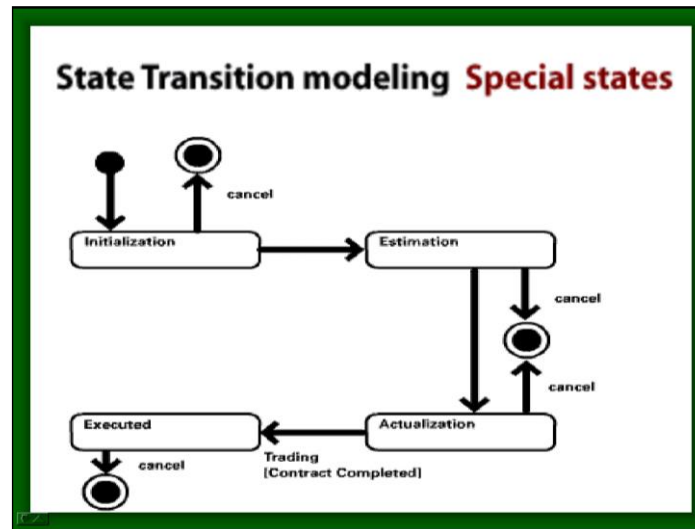 State Transition modeling Special states
cancel
Initialization
Estimation
cancel
cancel
Executed
Actualization
cancel
Trading
[Contract Completed]